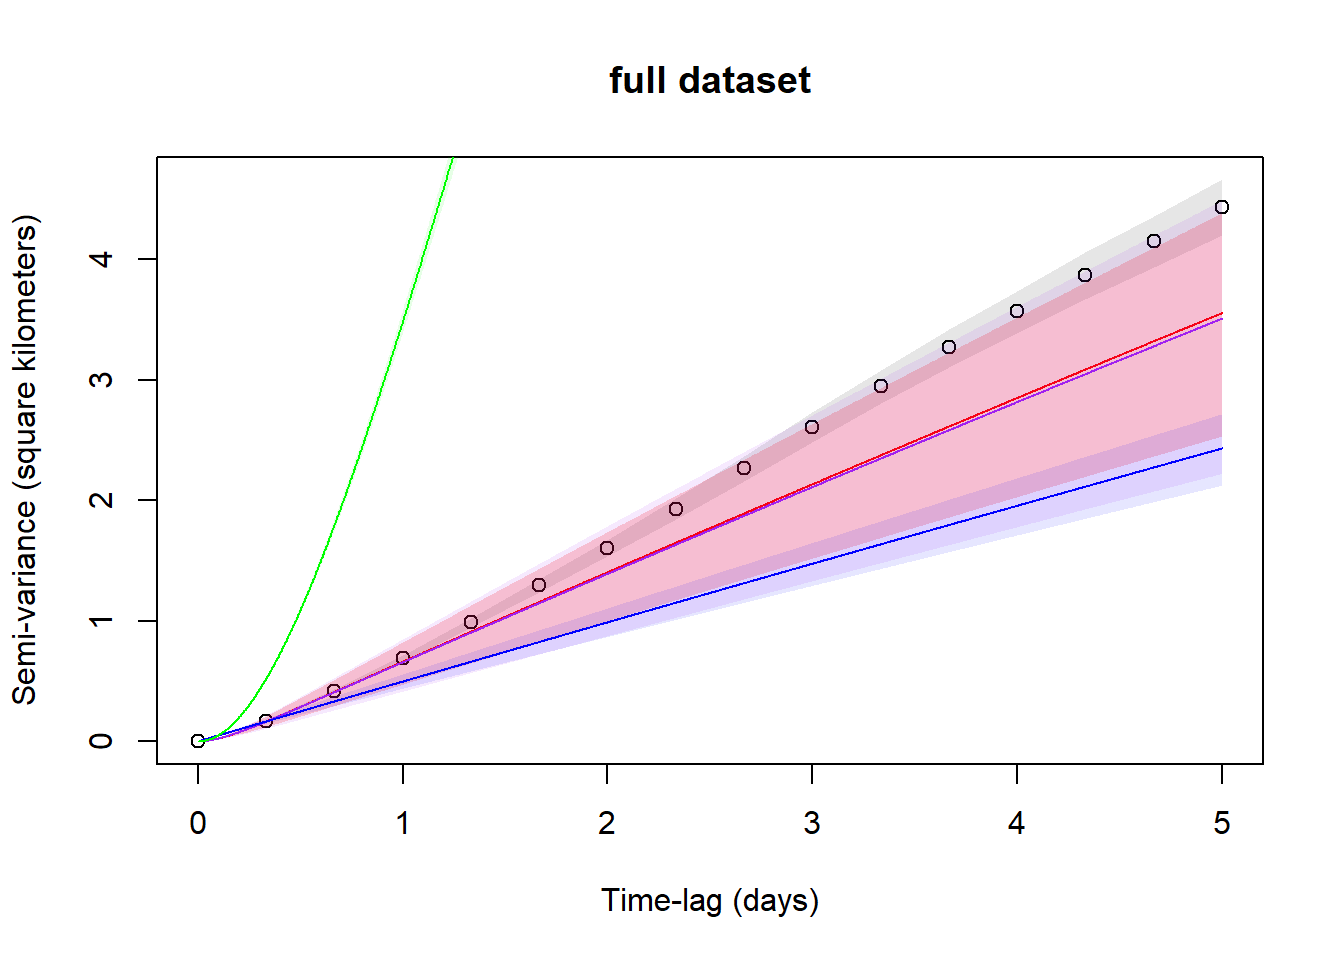 full dataset
Semi-variance (square kilometers)
4
3
2
1
0
0 1 2 3 4 5
Time-lag (days)